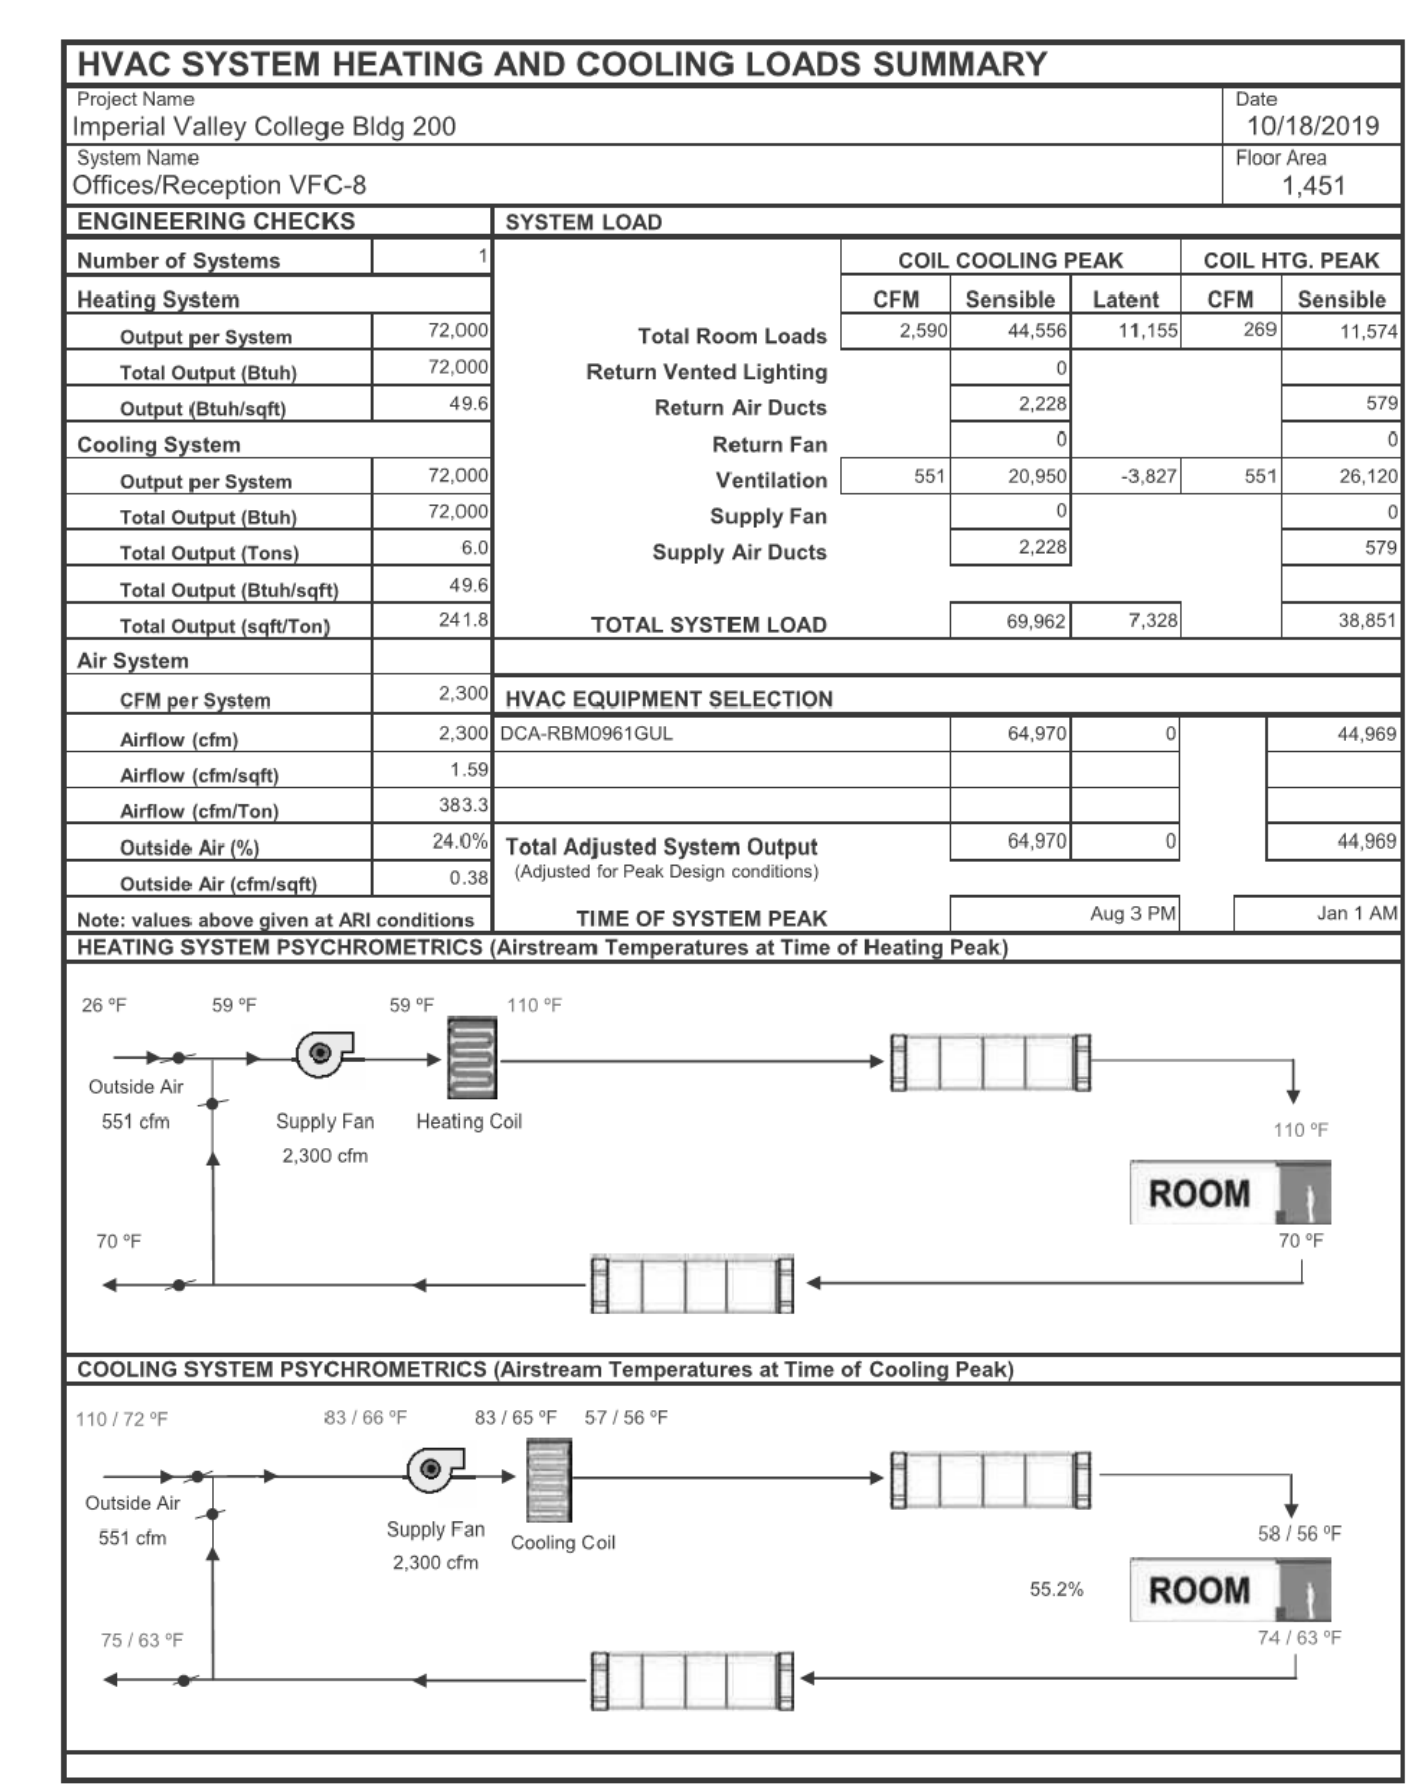 HVAC SYSTEM HEATING AND COOLING LOADS SUMMARY
Project Name
Date
Imperial Valley College Bldg 200
10/18/2019
System Name
Floor Area
Offices/Reception VFC-8
1,451
ENGINEERING CHECKS
SYSTEM LOAD
Number of Systems 1
COIL COOLING PEAK COIL HTG. PEAK
Heating System
CFM Sensible Latent CFM Sensible
Output per System 72,000
Total Room Loads 2,590 44,556 11,155 269 11,574
Total Output (Btuh) 72,000
Return Vented Lighting 0
Output (Btuh/sqft) 49.6
Return Air Ducts 2,228 579
Cooling System
Return Fan 0 0
Output per System 72,000
Ventilation 551 20,950 -3,827 551 26,120
Total Output (Btuh) 72,000
Supply Fan 0 0
Total Output (Tons) 6.0
Supply Air Ducts 2,228 579
Total Output (Btuh/sqft) 49.6
Total Output (sqft/Ton) 241.8
TOTAL SYSTEM LOAD 69,962 7,328 38,851
Air System
CFM per System 2,300
HVAC EQUIPMENT SELECTION
Airflow (cfm) 2,300
DCA-RBM0961GUL 64,970 0 44,969
Airflow (cfm/sqft) 1.59
Airflow (cfm/Ton) 383.3
Outside Air (%) 24.0%
Total Adjusted System Output 64,970 0 44,969
(Adjusted for Peak Design conditions)
Outside Air (cfm/sqft) 0.38
Note: values above given at ARI conditions
TIME OF SYSTEM PEAK Aug 3 PM Jan 1 AM
HEATING SYSTEM PSYCHROMETRICS (Airstream Temperatures at Time of Heating Peak)
26 ºF 59 ºF 59 ºF 110 ºF
Outside Air
551 cfm
Supply Fan
2,300 cfm
Heating Coil
110 ºF
ROOM
70 ºF
70 ºF
COOLING SYSTEM PSYCHROMETRICS (Airstream Temperatures at Time of Cooling Peak)
110 / 72 ºF 83 / 66 ºF 83 / 65 ºF 57 / 56 ºF
Outside Air
551 cfm
Supply Fan
2,300 cfm
Cooling Coil
58 / 56 ºF
55.2%
ROOM
75 / 63 ºF
74 / 63 ºF